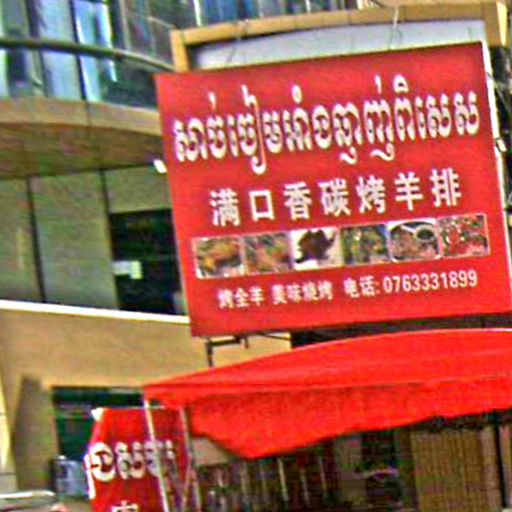 សាច់ចៀមអាំងឆ្ងាញ់ពិសេស
满口香碳烤羊排
烤全羊 美味烧烤 电话: 0763331899